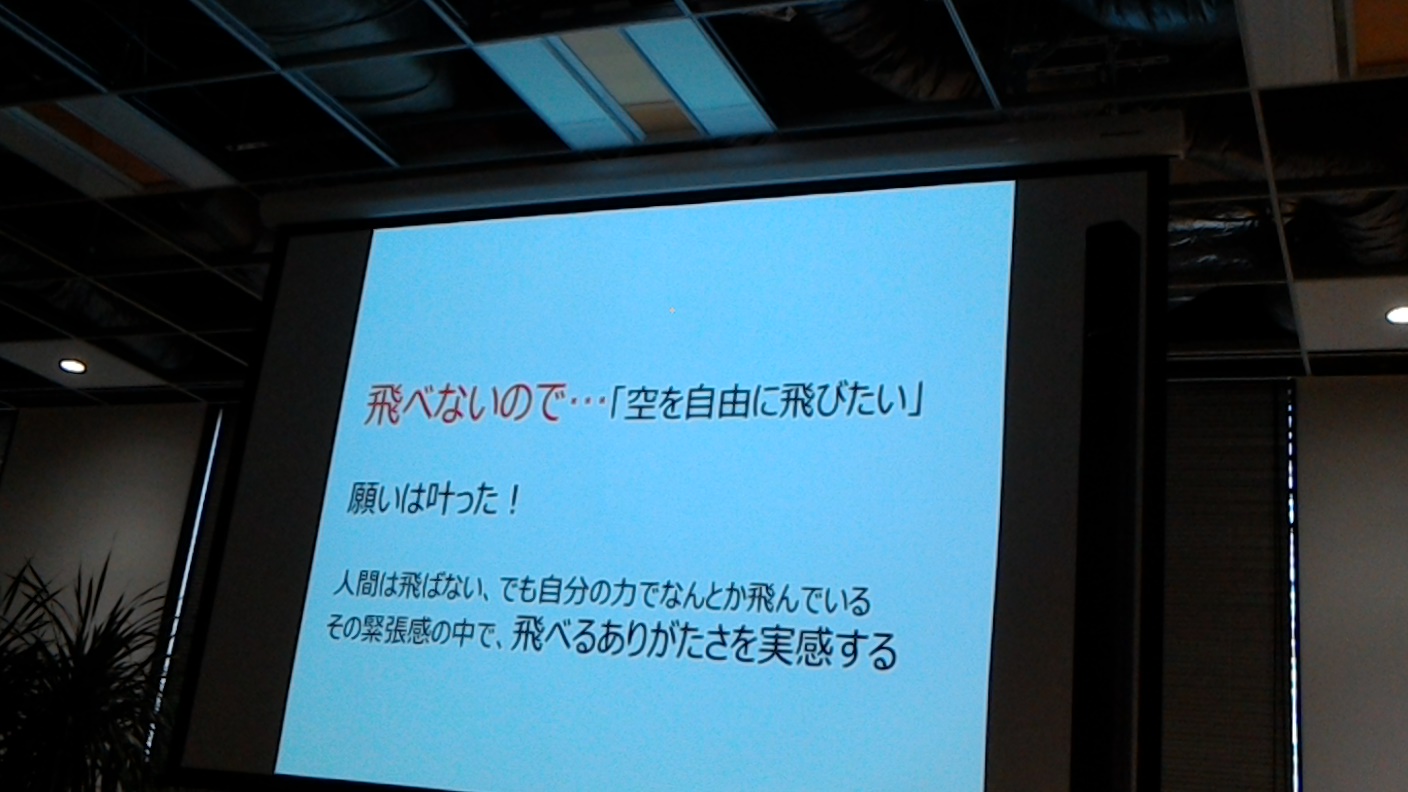 飛べないので…「空を自由に飛びたい」
願いは叶った！
人間は飛ばない、でも自分の力でなんとか飛んでいる
その緊張感の中で、飛べるありがたさを実感する